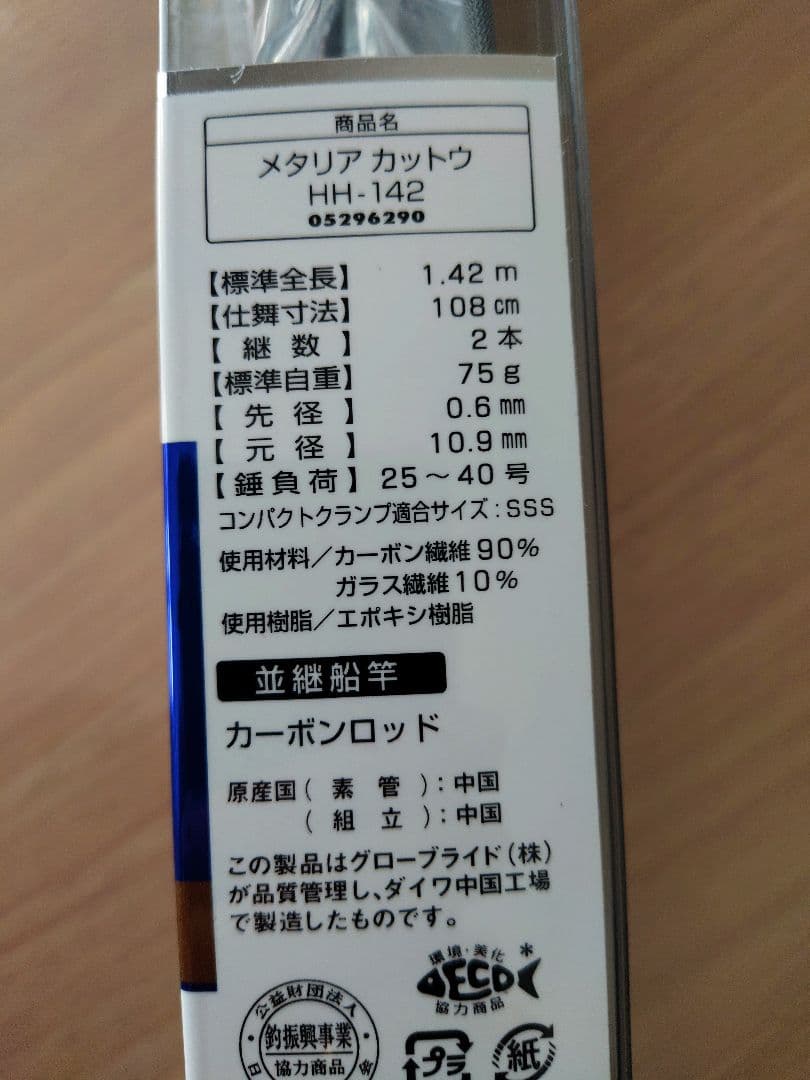 商品名
メタリア カットウ
HH-142
05296290
【標準全長】 1.42 m
【仕舞寸法】 108 cm
【 継 数 】 2 本
【標準自重】 75 g
【 先 径 】 0.6 mm
【 元 径 】 10.9 mm
【錘負荷】 25～40 号
コンパクトクランプ適合サイズ：SSS
使用材料／カーボン繊維 90%
ガラス繊維 10%
使用樹脂／エポキシ樹脂
並継船竿
カーボンロッド
原産国 ( 素 管 )：中国
( 組 立 )：中国
この製品はグローブライド（株）
が品質管理し、ダイワ中国工場
で製造したものです。
環境・美化
ECO
協力商品
公益財団法人
釣振興事業
協力商品
プラ
紙